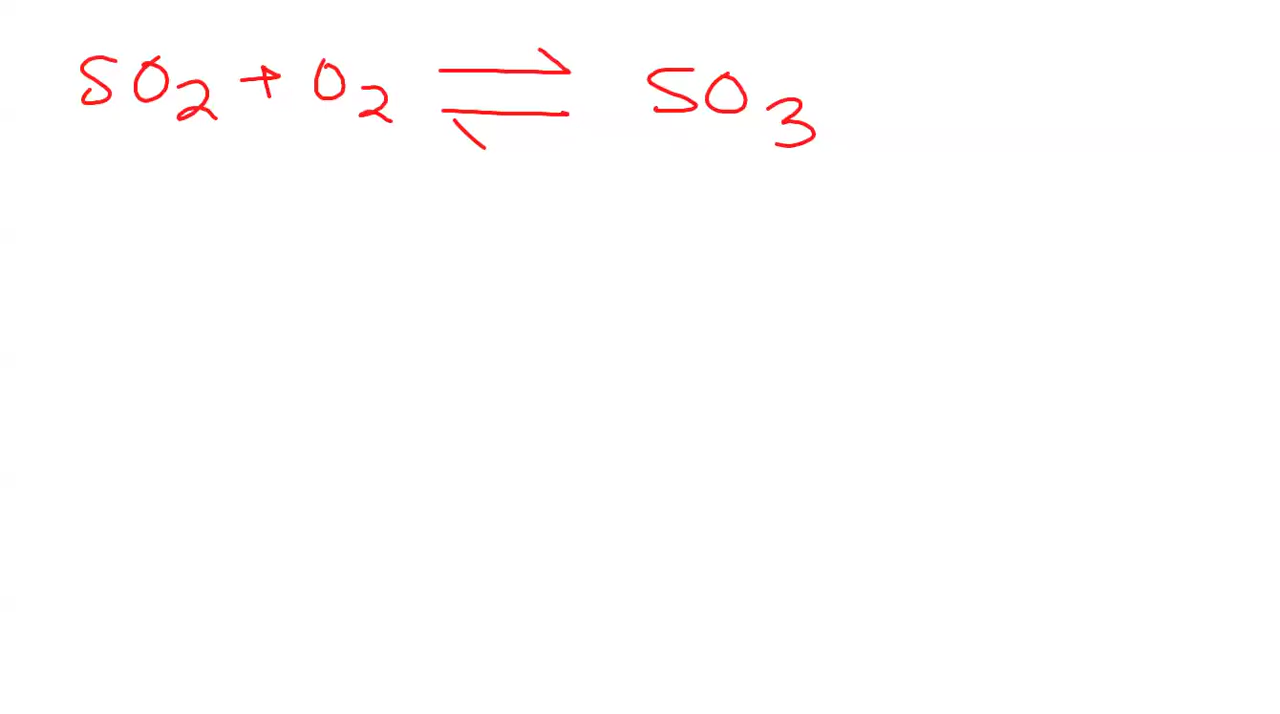 SO₂ + O₂ ⇌ SO₃